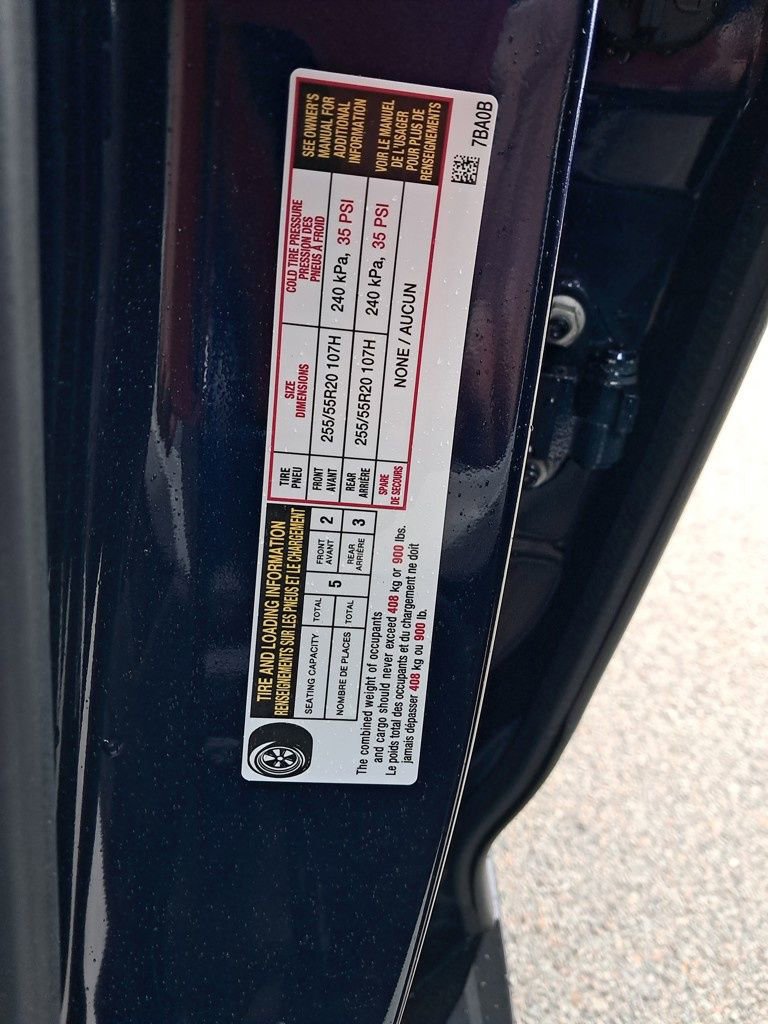 TIRE AND LOADING INFORMATION
RENSEIGNEMENTS SUR LES PNEUS ET LE CHARGEMENT
SEATING CAPACITY TOTAL 5 FRONT AVANT 2
NOMBRE DE PLACES TOTAL REAR ARRIÈRE 3
The combined weight of occupants
and cargo should never exceed 408 kg or 900 lbs.
Le poids total des occupants et du chargement ne doit
jamais dépasser 408 kg ou 900 lb.
TIRE PNEU
SIZE DIMENSIONS
COLD TIRE PRESSURE
PRESSION DES
PNEUS À FROID
FRONT AVANT 255/55R20 107H 240 kPa, 35 PSI
REAR ARRIÈRE 255/55R20 107H 240 kPa, 35 PSI
SPARE DE SECOURS NONE / AUCUN
SEE OWNER'S
MANUAL FOR
ADDITIONAL
INFORMATION
VOIR LE MANUEL
DE L'USAGER
POUR PLUS DE
RENSEIGNEMENTS
7BA0B